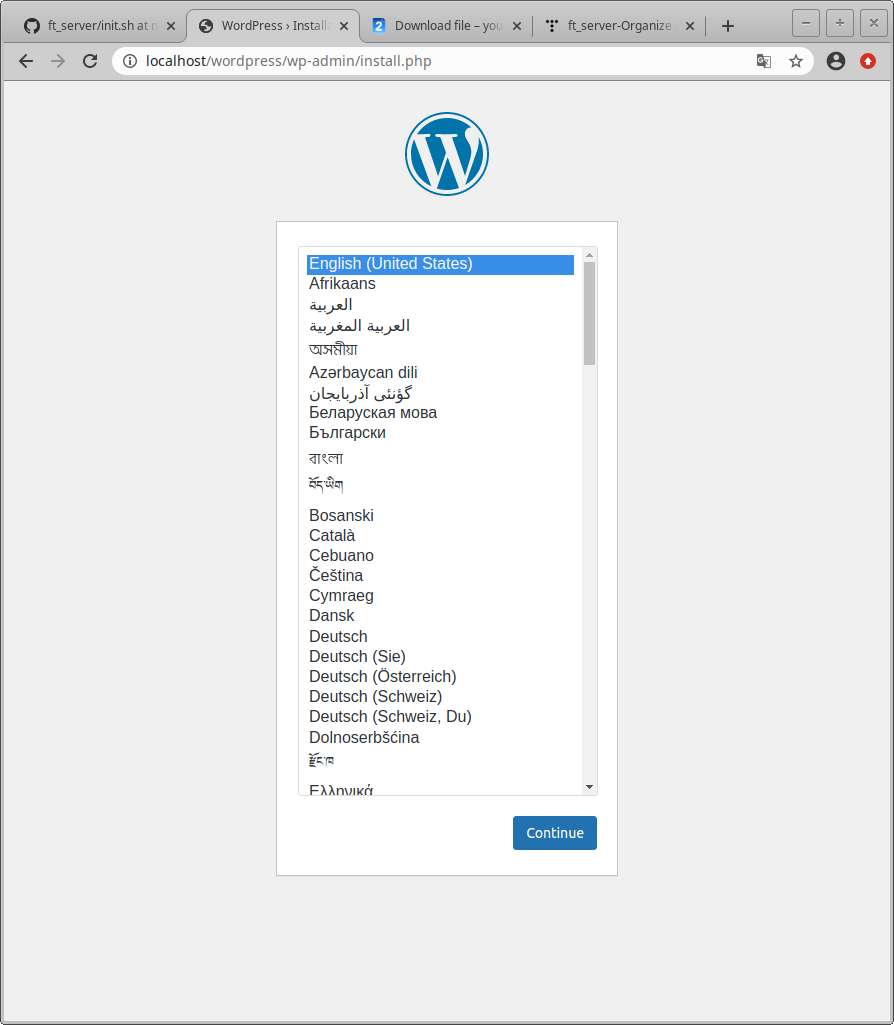 ft_server/init.sh at m
WordPress › Install
Download file – you
ft_server-Organize
localhost/wordpress/wp-admin/install.php
English (United States)
Afrikaans
العربية
العربية المغربية
অসমীয়া
Azərbaycan dili
گؤنئی آذربایجان
Беларуская мова
Български
বাংলা
བོད་ཡིག
Bosanski
Català
Cebuano
Čeština
Cymraeg
Dansk
Deutsch
Deutsch (Sie)
Deutsch (Österreich)
Deutsch (Schweiz)
Deutsch (Schweiz, Du)
Dolnoserbšćina
རྫོང་ཁ
Ελληνικά
Continue